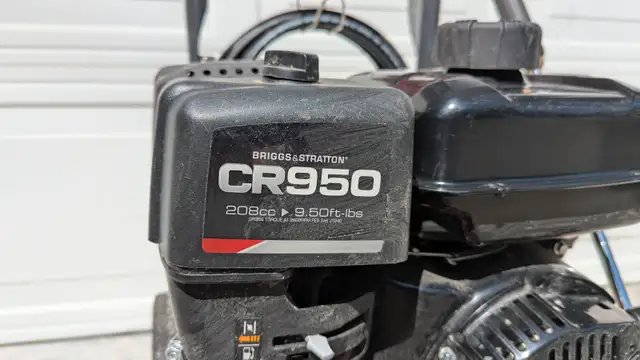 BRIGGS&STRATTON®
CR950
208cc ▶ 9.50ft-lbs